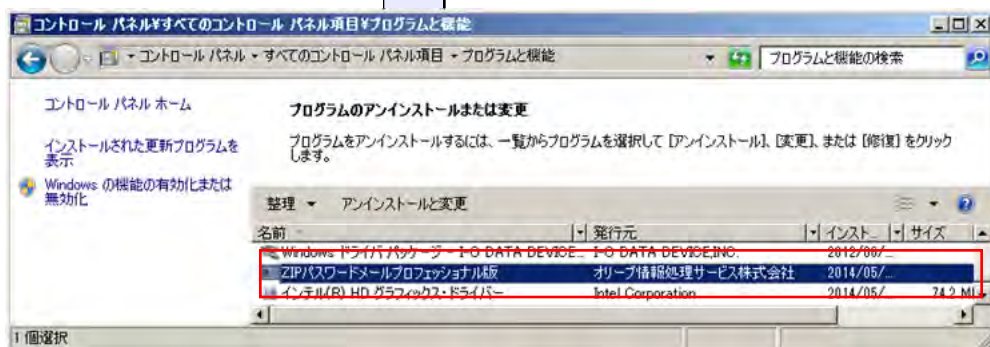 コントロール パネル¥すべてのコントロール パネル項目¥プログラムと機能
コントロール パネル すべてのコントロール パネル項目 プログラムと機能 プログラムと機能の検索
コントロール パネル ホーム
インストールされた更新プログラムを
表示
Windows の機能の有効化または
無効化
プログラムのアンインストールまたは変更
プログラムをアンインストールするには、一覧からプログラムを選択して [アンインストール]、[変更]、または [修復] をクリック
します。
整理 アンインストールと変更
名前 発行元 インスト... サイズ
Windows ドライバ パッケージ - I-O DATA DEVICE... I-O DATA DEVICE,INC. 2012/06/...
ZIPパスワードメールプロフェッショナル版 オリーブ情報処理サービス株式会社 2014/05/...
インテル(R) HD グラフィックス・ドライバー Intel Corporation 2014/05/... 74.2 M
1 個選択